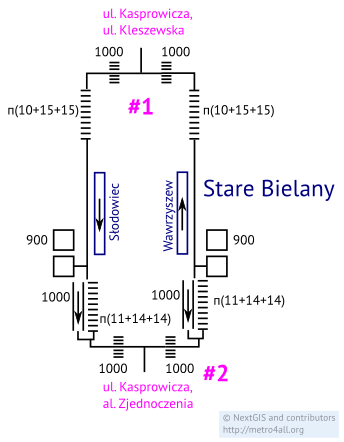 ul. Kasprowicza,
ul. Kleszewska
1000
1000
п(10+15+15)
#1
п(10+15+15)
Słodowiec
Wawrzyszew
Stare Bielany
900
900
1000
1000
п(11+14+14)
п(11+14+14)
1000
1000
#2
ul. Kasprowicza,
al. Zjednoczenia
© NextGIS and contributors
http://metro4all.org